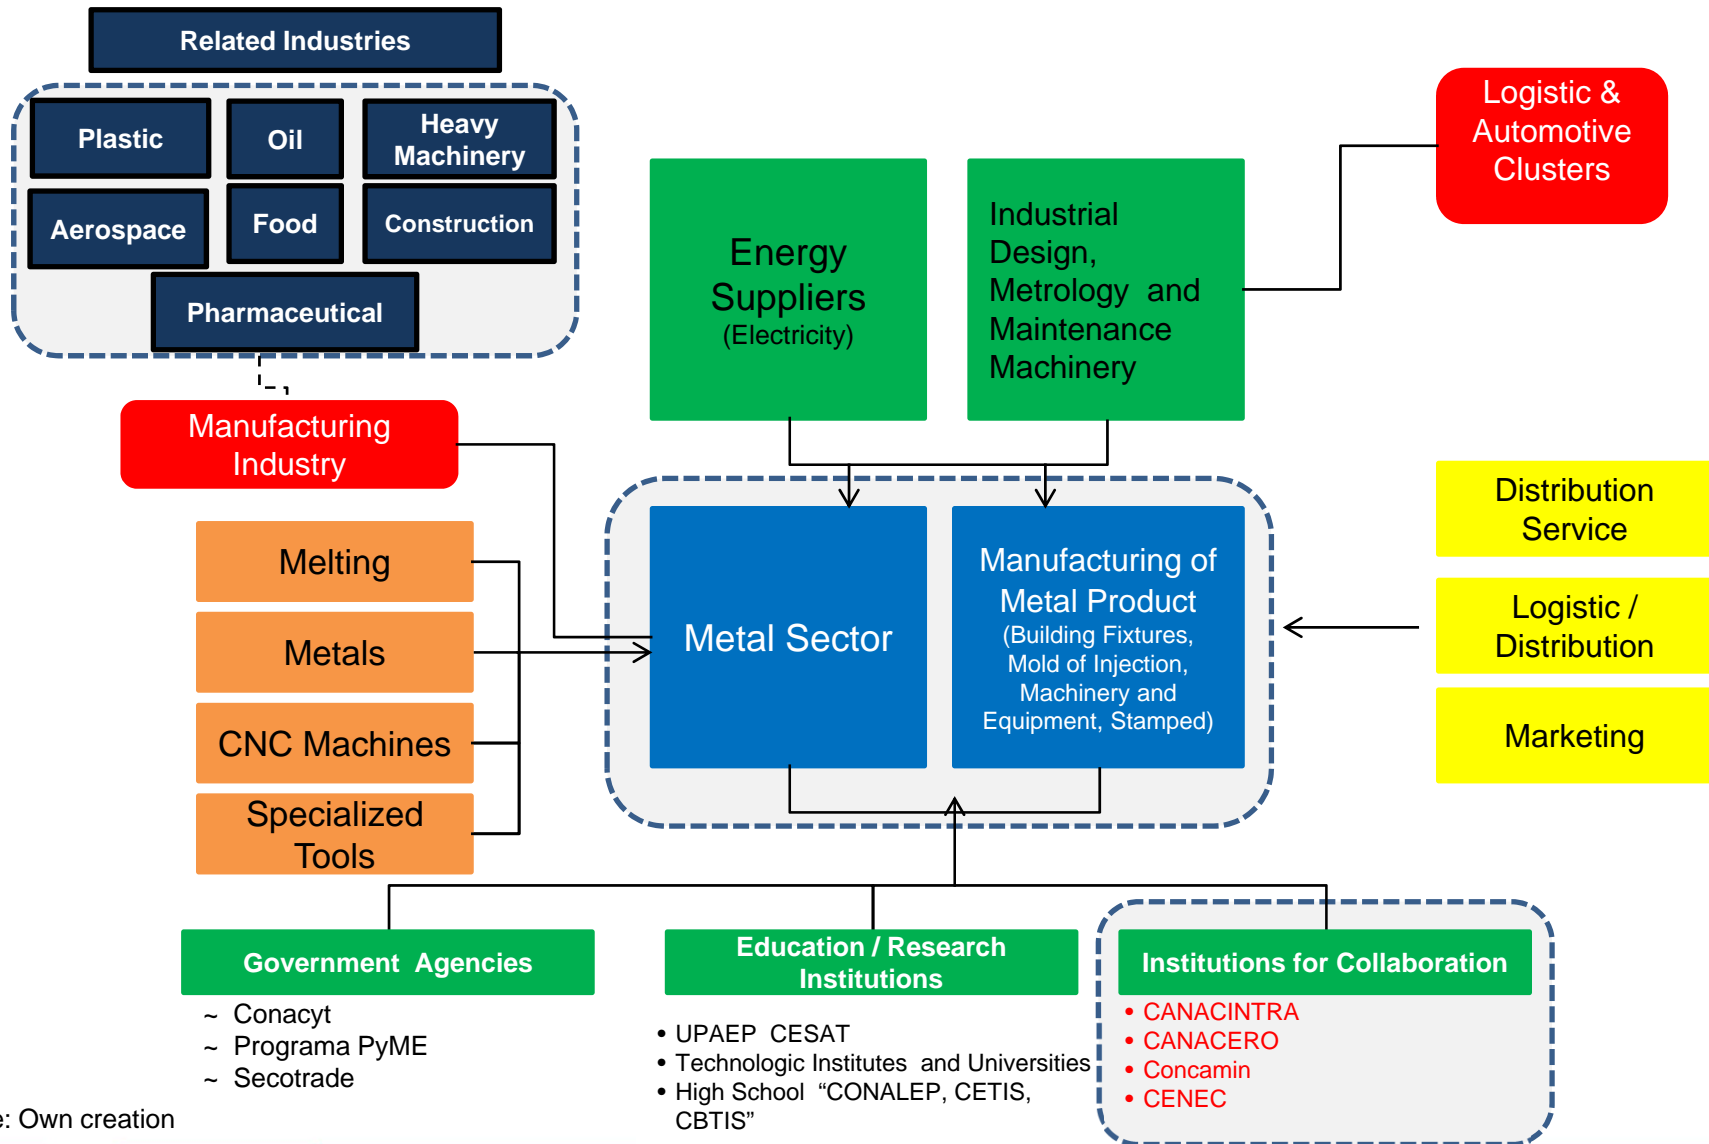 Related Industries
Plastic
Oil
Heavy
Machinery
Aerospace
Food
Construction
Pharmaceutical
Manufacturing
Industry
Energy
Suppliers
(Electricity)
Industrial
Design,
Metrology and
Maintenance
Machinery
Logistic &
Automotive
Clusters
Melting
Metals
CNC Machines
Specialized
Tools
Metal Sector
Manufacturing of
Metal Product
(Building Fixtures,
Mold of Injection,
Machinery and
Equipment, Stamped)
Distribution
Service
Logistic /
Distribution
Marketing
Government Agencies
~ Conacyt
~ Programa PyME
~ Secotrade
Education / Research
Institutions
• UPAEP CESAT
• Technologic Institutes and Universities
• High School “CONALEP, CETIS,
CBTIS”
Institutions for Collaboration
• CANACINTRA
• CANACERO
• Concamin
• CENEC
e: Own creation